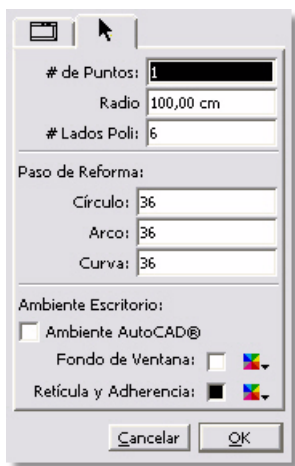 # de Puntos: 1
Radio 100,00 cm
# Lados Poli: 6
Paso de Reforma:
Círculo: 36
Arco: 36
Curva: 36
Ambiente Escritorio:
Ambiente AutoCAD®
Fondo de Ventana:
Retícula y Adherencia:
Cancelar OK